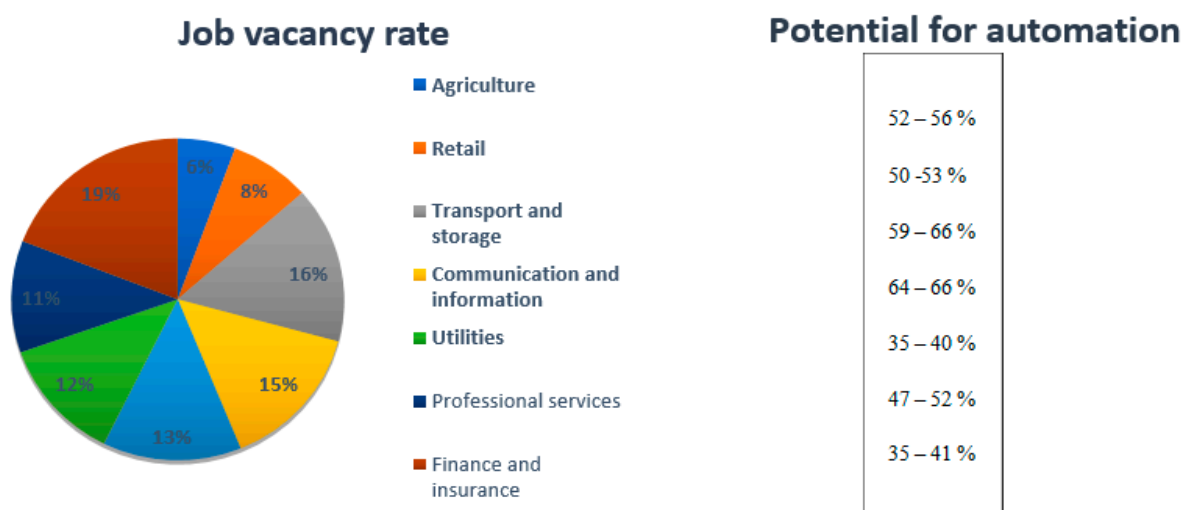 Job vacancy rate
Potential for automation
6%
8%
16%
15%
13%
12%
11%
19%
Agriculture
Retail
Transport and
storage
Communication and
information
Utilities
Professional services
Finance and
insurance
52 – 56 %
50 -53 %
59 – 66 %
64 – 66 %
35 – 40 %
47 – 52 %
35 – 41 %